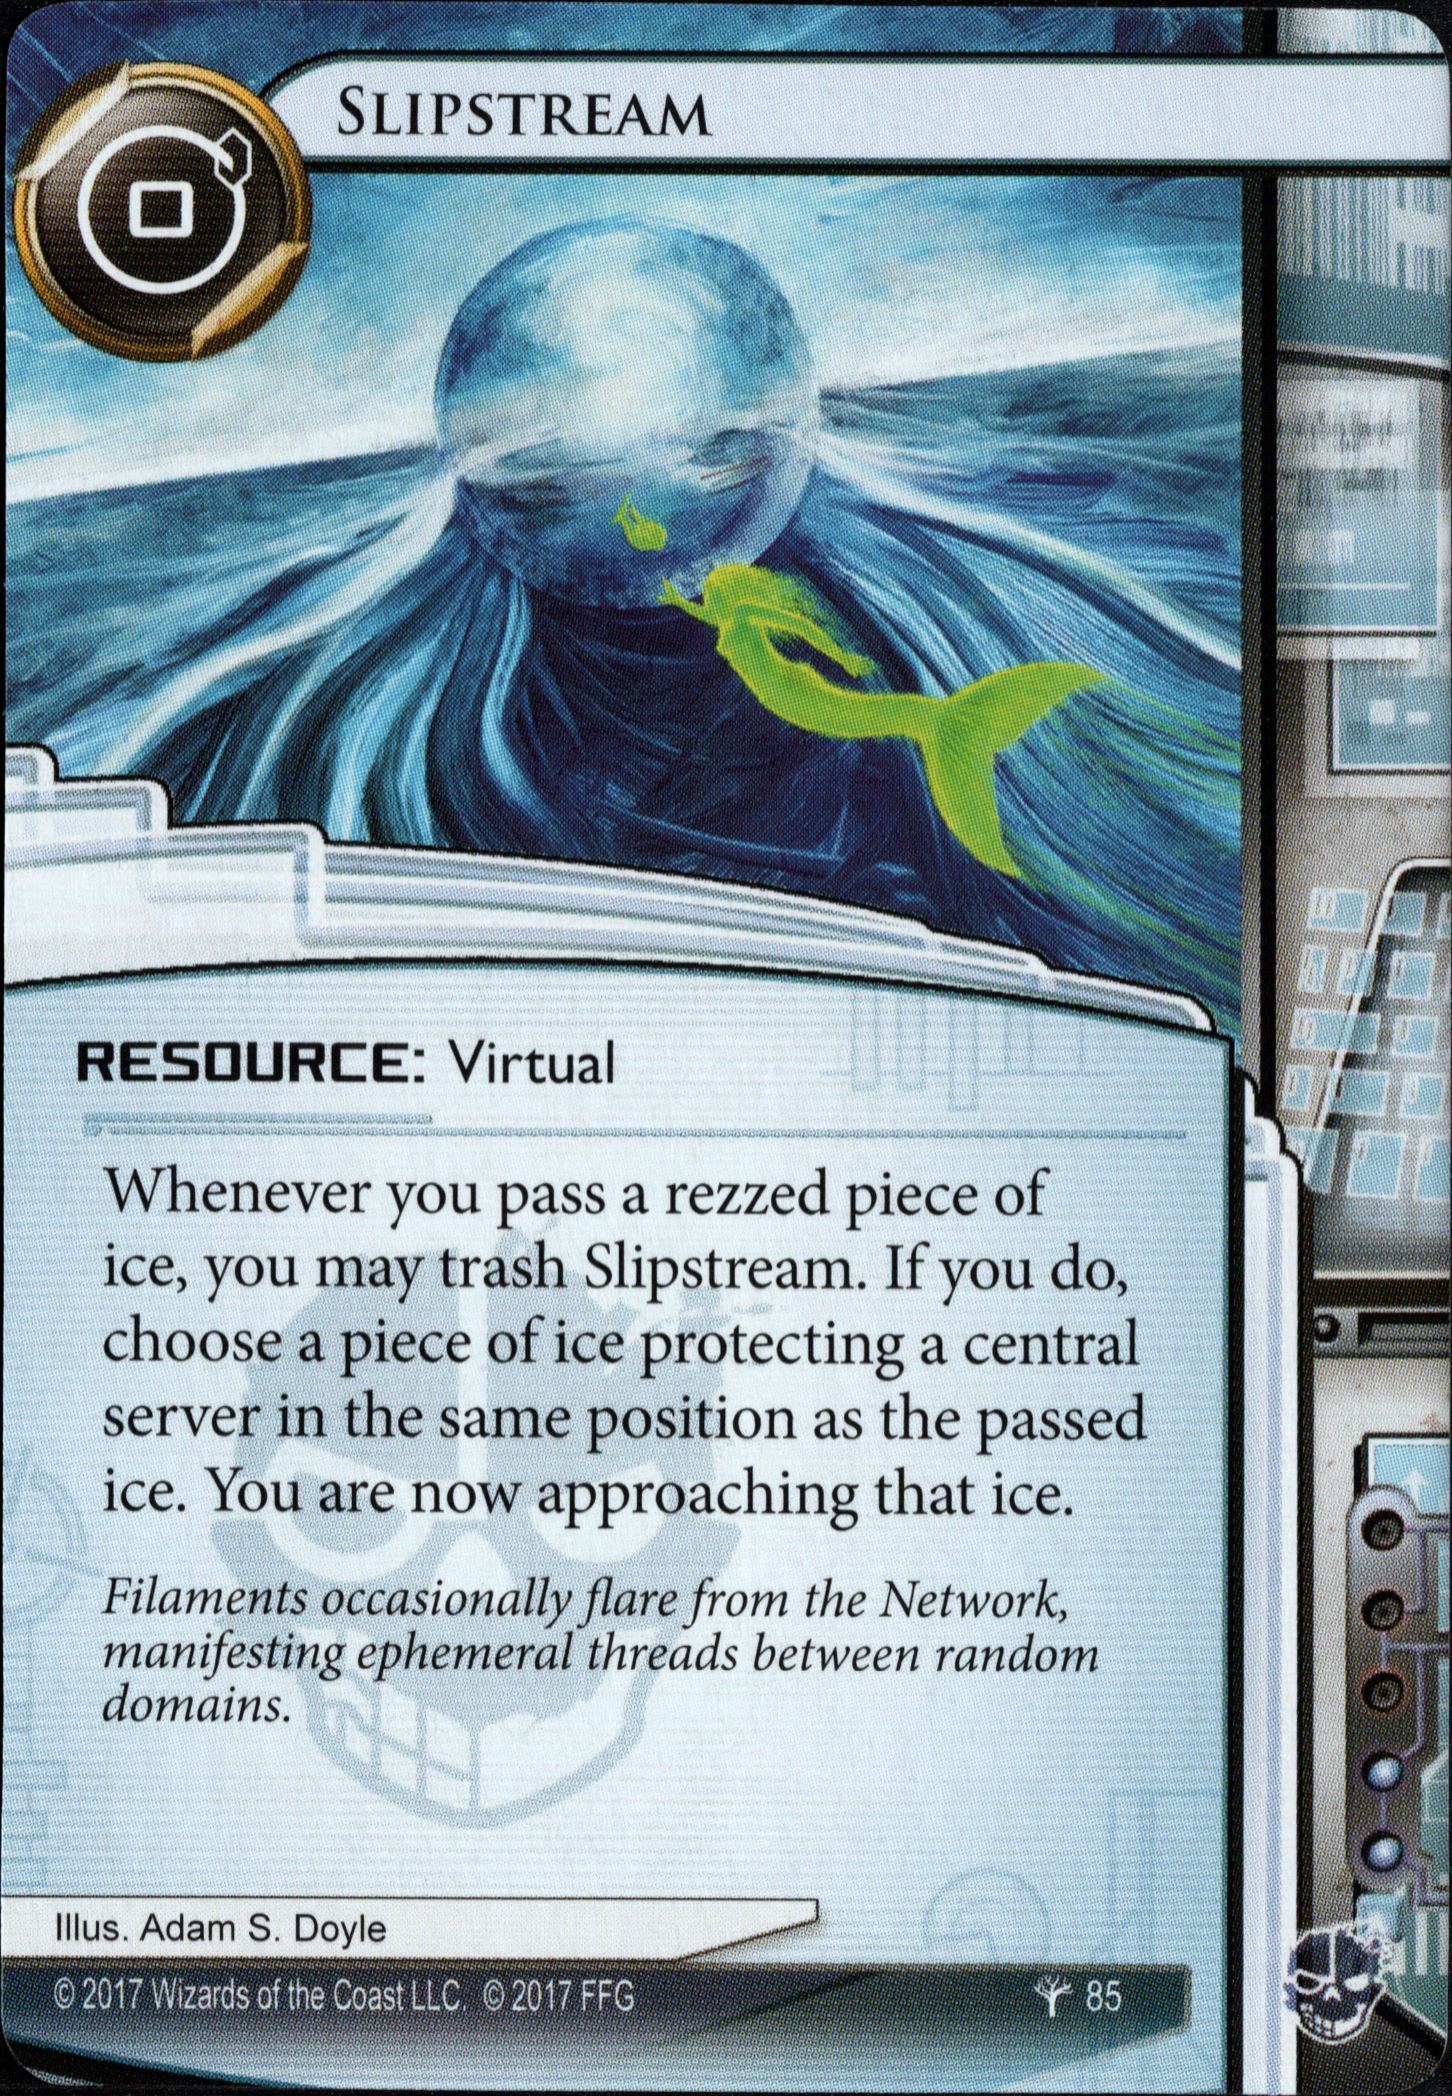 0
SLIPSTREAM
RESOURCE: Virtual
Whenever you pass a rezzed piece of
ice, you may trash Slipstream. If you do,
choose a piece of ice protecting a central
server in the same position as the passed
ice. You are now approaching that ice.
Filaments occasionally flare from the Network,
manifesting ephemeral threads between random
domains.
Illus. Adam S. Doyle
© 2017 Wizards of the Coast LLC. © 2017 FFG
85